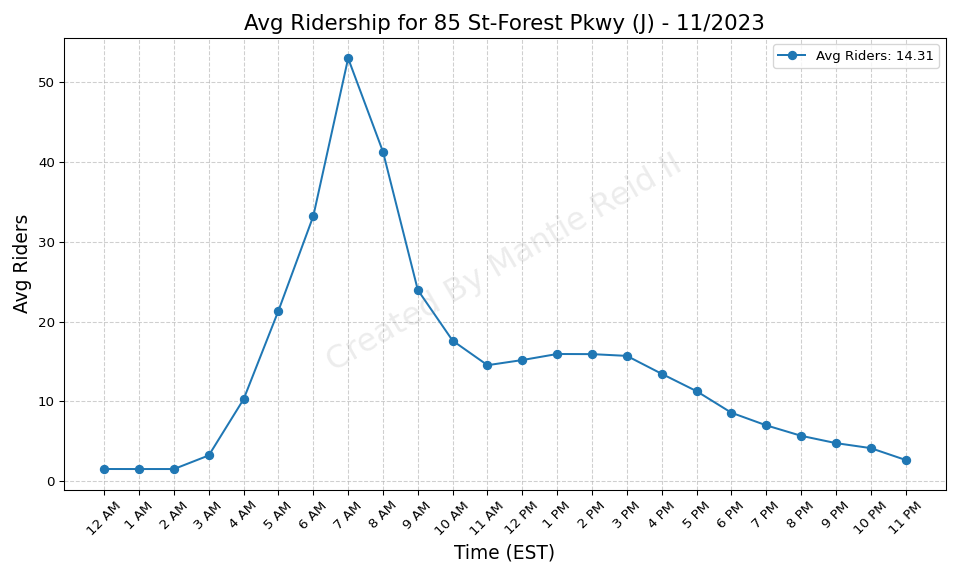 Avg Ridership for 85 St-Forest Pkwy (J) - 11/2023
Avg Riders: 14.31
50
40
30
20
10
0
Avg Riders
Created By Mantle Reid II
12 AM
1 AM
2 AM
3 AM
4 AM
5 AM
6 AM
7 AM
8 AM
9 AM
10 AM
11 AM
12 PM
1 PM
2 PM
3 PM
4 PM
5 PM
6 PM
7 PM
8 PM
9 PM
10 PM
11 PM
Time (EST)